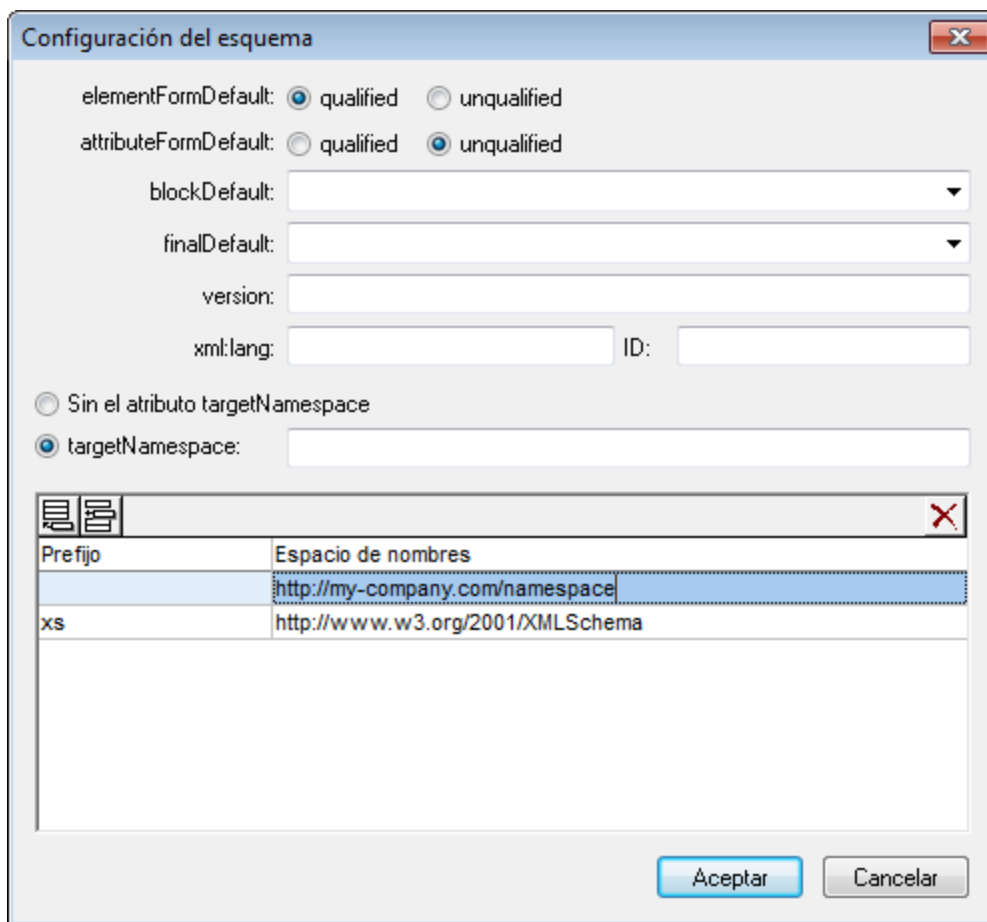 Configuración del esquema
elementFormDefault: qualified unqualified
attributeFormDefault: qualified unqualified
blockDefault:
finalDefault:
version:
xml:lang: ID:
Sin el atributo targetNamespace
targetNamespace:
Prefijo Espacio de nombres
http://my-company.com/namespace
xs http://www.w3.org/2001/XMLSchema
Aceptar Cancelar